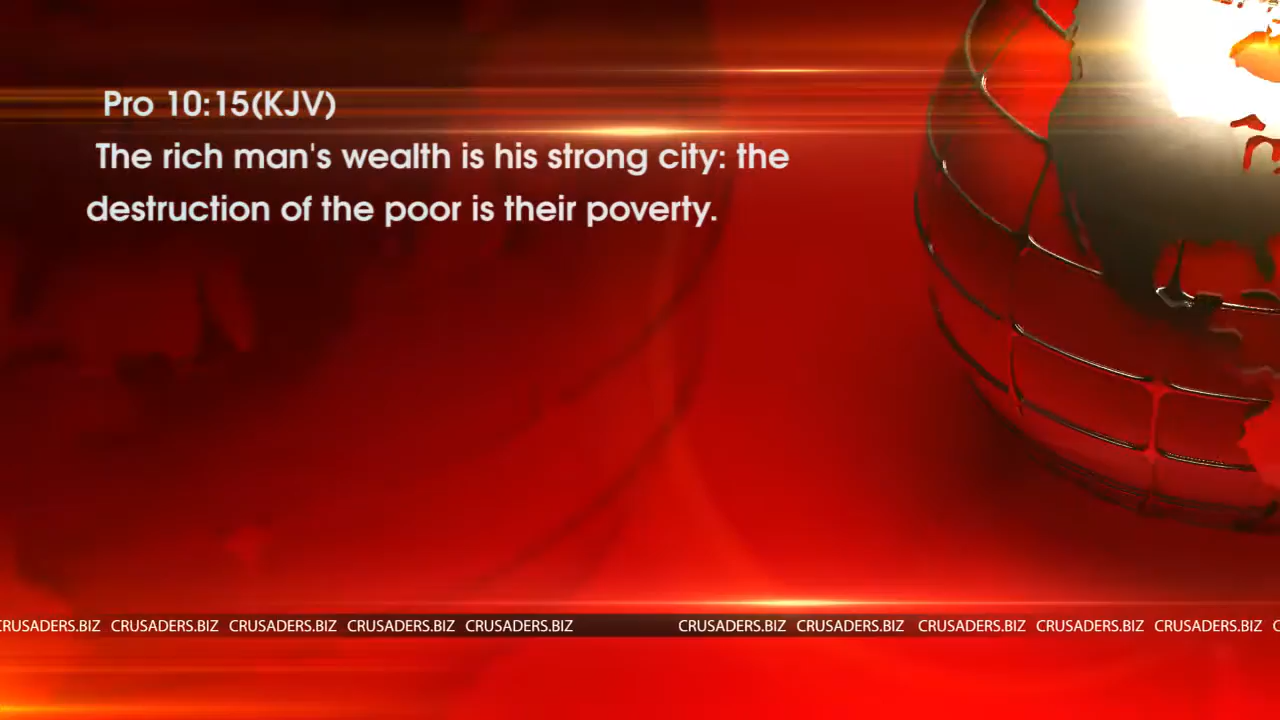 Pro 10:15(KJV)
The rich man's wealth is his strong city: the
destruction of the poor is their poverty.
CRUSADERS.BIZ CRUSADERS.BIZ CRUSADERS.BIZ CRUSADERS.BIZ CRUSADERS.BIZ CRUSADERS.BIZ CRUSADERS.BIZ CRUSADERS.BIZ CRUSADERS.BIZ CRUSADERS.BIZ C